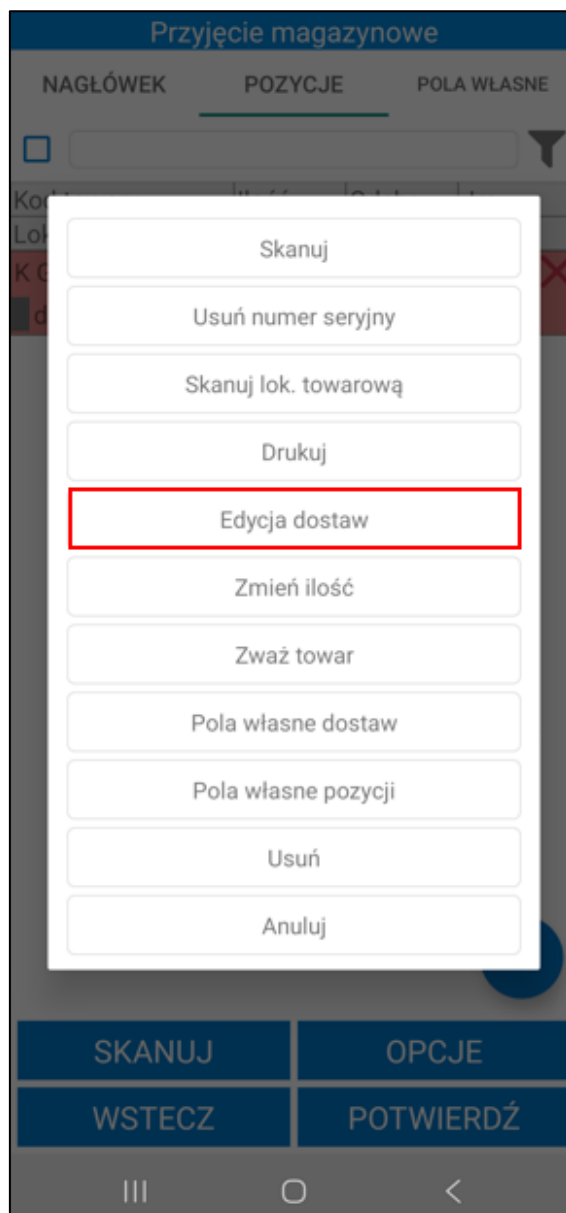 Przyjęcie magazynowe
NAGŁÓWEK POZYCJE POLA WŁASNE
Skanuj
Usuń numer seryjny
Skanuj lok. towarową
Drukuj
Edycja dostaw
Zmień ilość
Zważ towar
Pola własne dostaw
Pola własne pozycji
Usuń
Anuluj
SKANUJ OPCJE
WSTECZ POTWIERDŹ